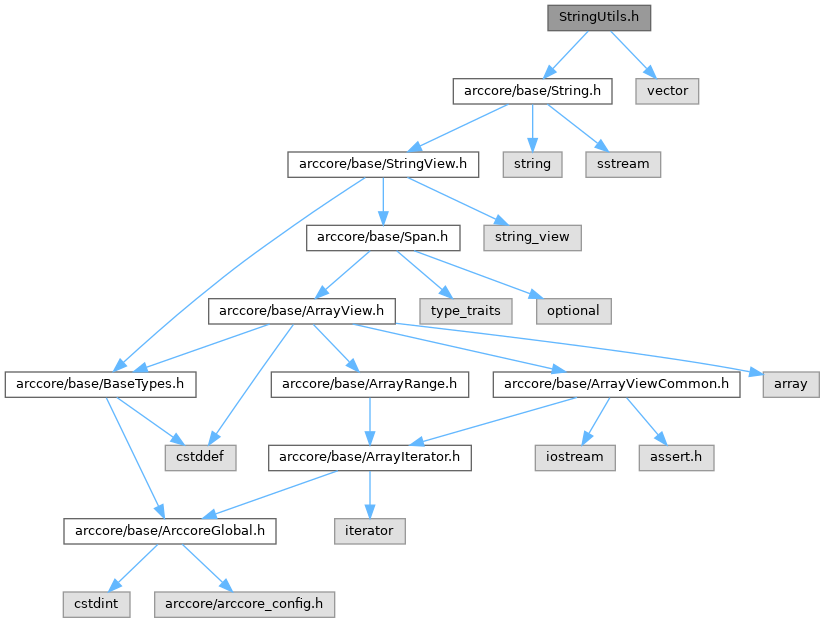 StringUtils.h
arccore/base/String.h
vector
arccore/base/StringView.h
string
sstream
arccore/base/Span.h
string_view
arccore/base/ArrayView.h
type_traits
optional
arccore/base/BaseTypes.h
arccore/base/ArrayRange.h
arccore/base/ArrayViewCommon.h
array
cstddef
arccore/base/ArrayIterator.h
iostream
assert.h
arccore/base/ArccoreGlobal.h
iterator
cstdint
arccore/arccore_config.h